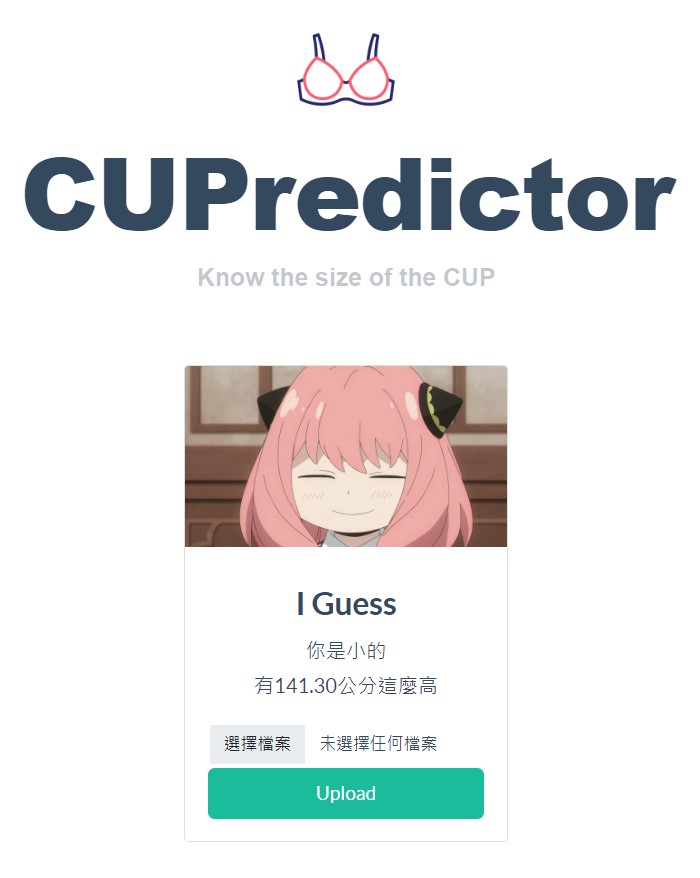 CUPredictor
Know the size of the CUP
I Guess
你是小的
有141.30公分這麼高
選擇檔案 未選擇任何檔案
Upload